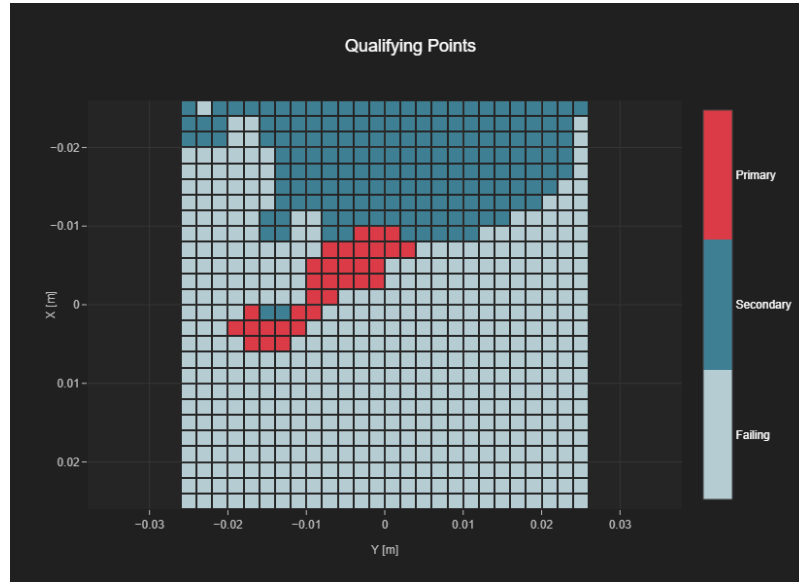 Qualifying Points
−0.02
−0.01
0
0.01
0.02
X [m]
−0.03
−0.02
−0.01
0
0.01
0.02
0.03
Y [m]
Primary
Secondary
Failing